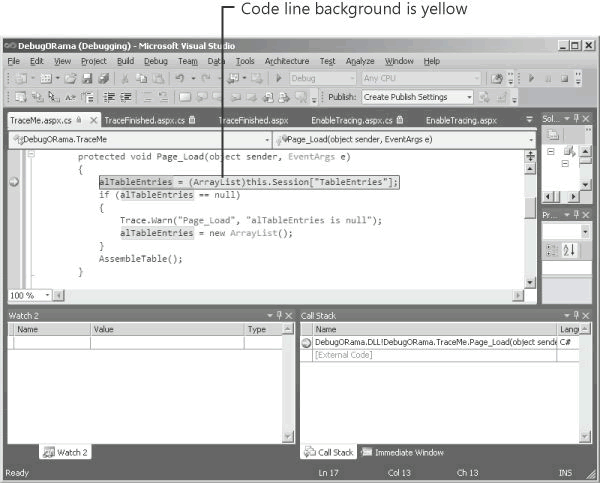 Code line background is yellow
DebugORama (Debugging) - Microsoft Visual Studio
File Edit View Project Build Debug Team Data Tools Architecture Test Analyze Window Help
Debug Any CPU
Publish: Create Publish Settings
TraceMe.aspx.cs TraceFinished.aspx.cs TraceFinished.aspx EnableTracing.aspx.cs EnableTracing.aspx Sol...
DebugORama.TraceMe Page_Load(object sender, EventArgs e)
protected void Page_Load(object sender, EventArgs e)
{
alTableEntries = (ArrayList)this.Session["TableEntries"];
if (alTableEntries == null)
{
Trace.Warn("Page_Load", "alTableEntries is null");
alTableEntries = new ArrayList();
}
AssembleTable();
}
Pr...
100 %
Watch 2 Call Stack
Name Value Type Name Langu
DebugORama.DLL!DebugORama.TraceMe.Page_Load(object sende C#
[External Code]
Watch 2 Call Stack Immediate Window
Ready Ln 17 Col 13 Ch 13 INS